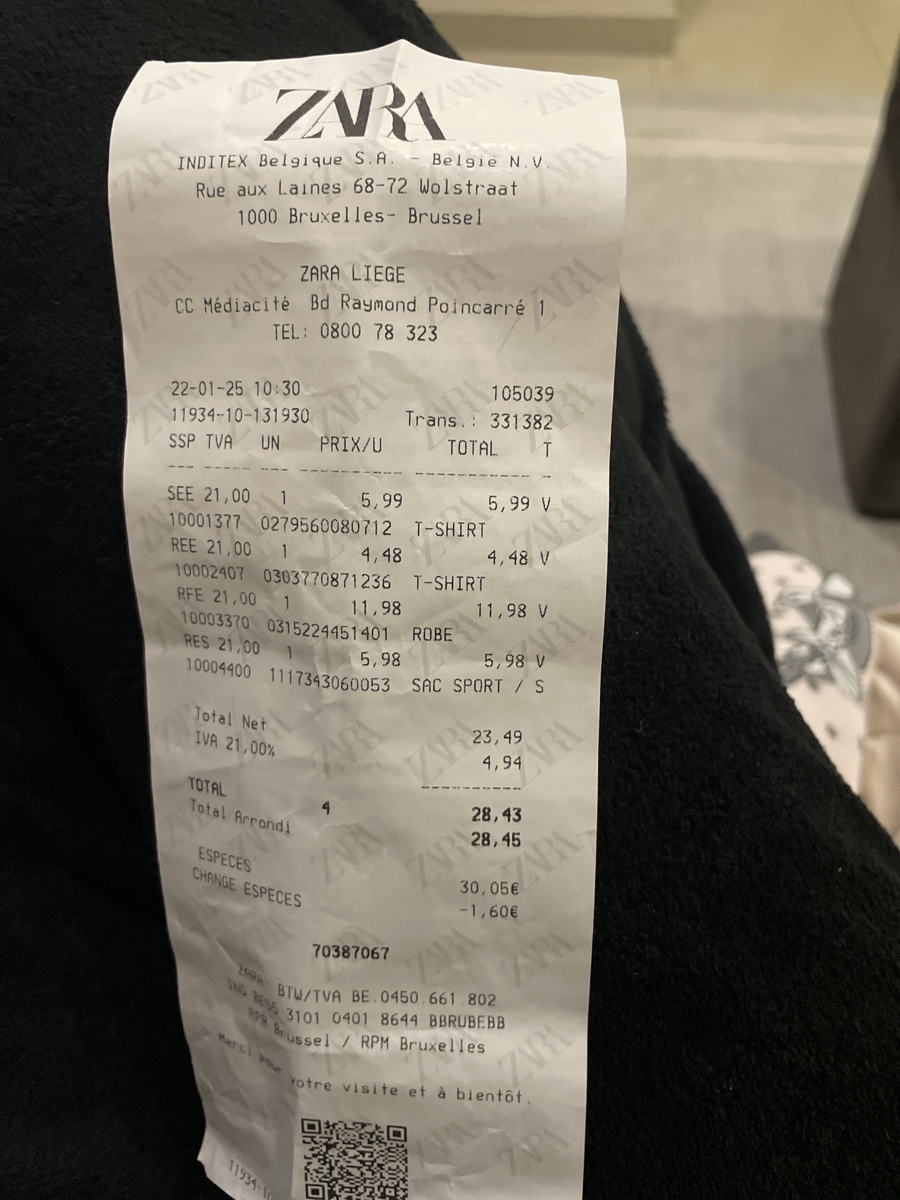 ZARA
INDITEX Belgique S.A. - België N.V.
Rue aux Laines 68-72 Wolstraat
1000 Bruxelles- Brussel
ZARA LIEGE
CC Médiacité Bd Raymond Poincarré 1
TEL: 0800 78 323
22-01-25 10:30 105039
11934-10-131930 Trans.: 331382
SSP TVA UN PRIX/U TOTAL T
--- ----- --- ---------- ---------- -
SEE 21,00 1 5,99 5,99 V
10001377 0279560080712 T-SHIRT
REE 21,00 1 4,48 4,48 V
10002407 0303770871236 T-SHIRT
RFE 21,00 1 11,98 11,98 V
10003370 0315224451401 ROBE
RES 21,00 1 5,98 5,98 V
10004400 1117343060053 SAC SPORT / S
Total Net 23,49
IVA 21,00% 4,94
----------
TOTAL 4 28,43
Total Arrondi 28,45
ESPECES 30,05€
CHANGE ESPECES -1,60€
70387067
ZARA: BTW/TVA BE.0450.661.802
ING BE55 3101 0401 8644 BBRUBEBB
RPR Brussel / RPM Bruxelles
Merci pour votre visite et à bientôt.